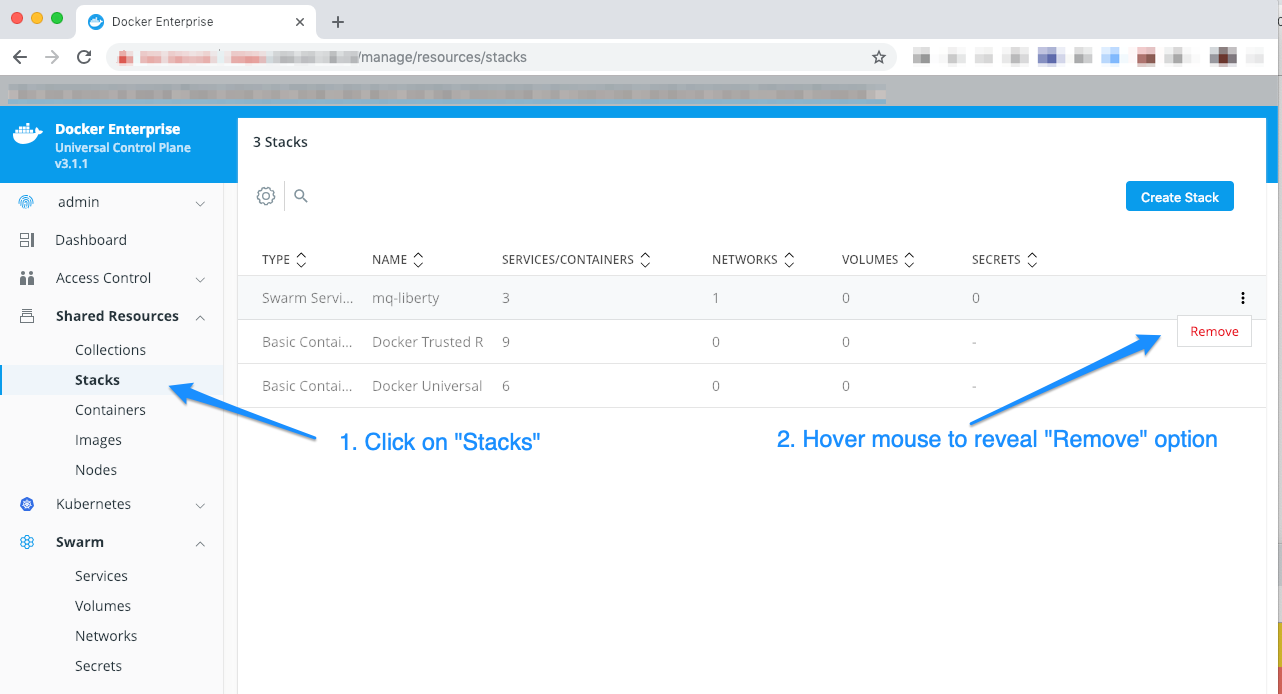 Docker Enterprise
/manage/resources/stacks
Docker Enterprise
Universal Control Plane
v3.1.1
admin
Dashboard
Access Control
Shared Resources
Collections
Stacks
Containers
Images
Nodes
Kubernetes
Swarm
Services
Volumes
Networks
Secrets
3 Stacks
Create Stack
TYPE NAME SERVICES/CONTAINERS NETWORKS VOLUMES SECRETS
Swarm Servi... mq-liberty 3 1 0 0
Remove
Basic Contai... Docker Trusted R 9 0 0 -
Basic Contai... Docker Universal 6 0 0 -
1. Click on "Stacks"
2. Hover mouse to reveal "Remove" option